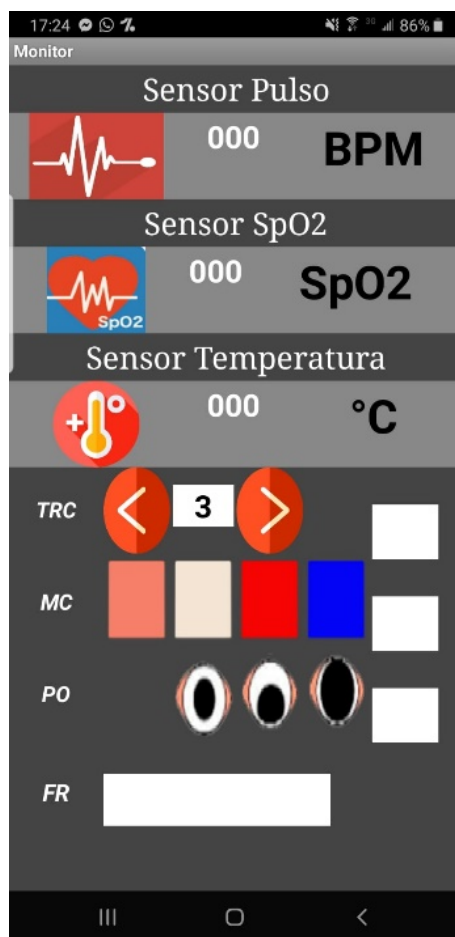 17:24 3G 86%
Monitor
Sensor Pulso
000 BPM
Sensor SpO2
SpO2 000 SpO2
Sensor Temperatura
000 °C
TRC 3
MC
PO
FR